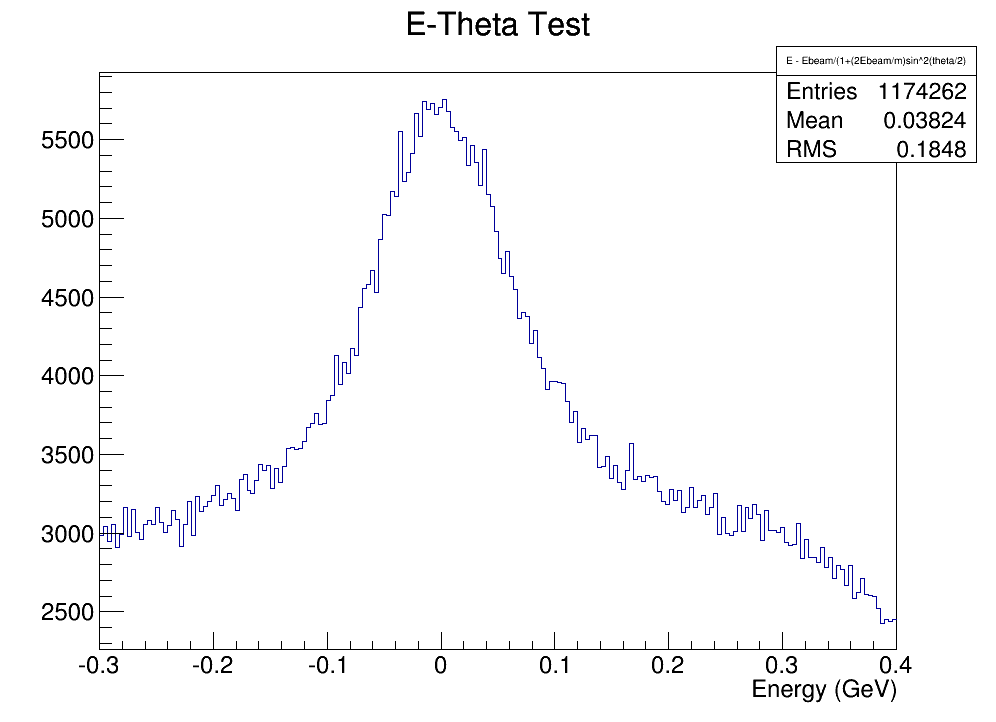 E-Theta Test
E - Ebeam/(1+(2Ebeam/m)sin^2(theta/2)
Entries 1174262
Mean 0.03824
RMS 0.1848
5500
5000
4500
4000
3500
3000
2500
-0.3 -0.2 -0.1 0 0.1 0.2 0.3 0.4
Energy (GeV)